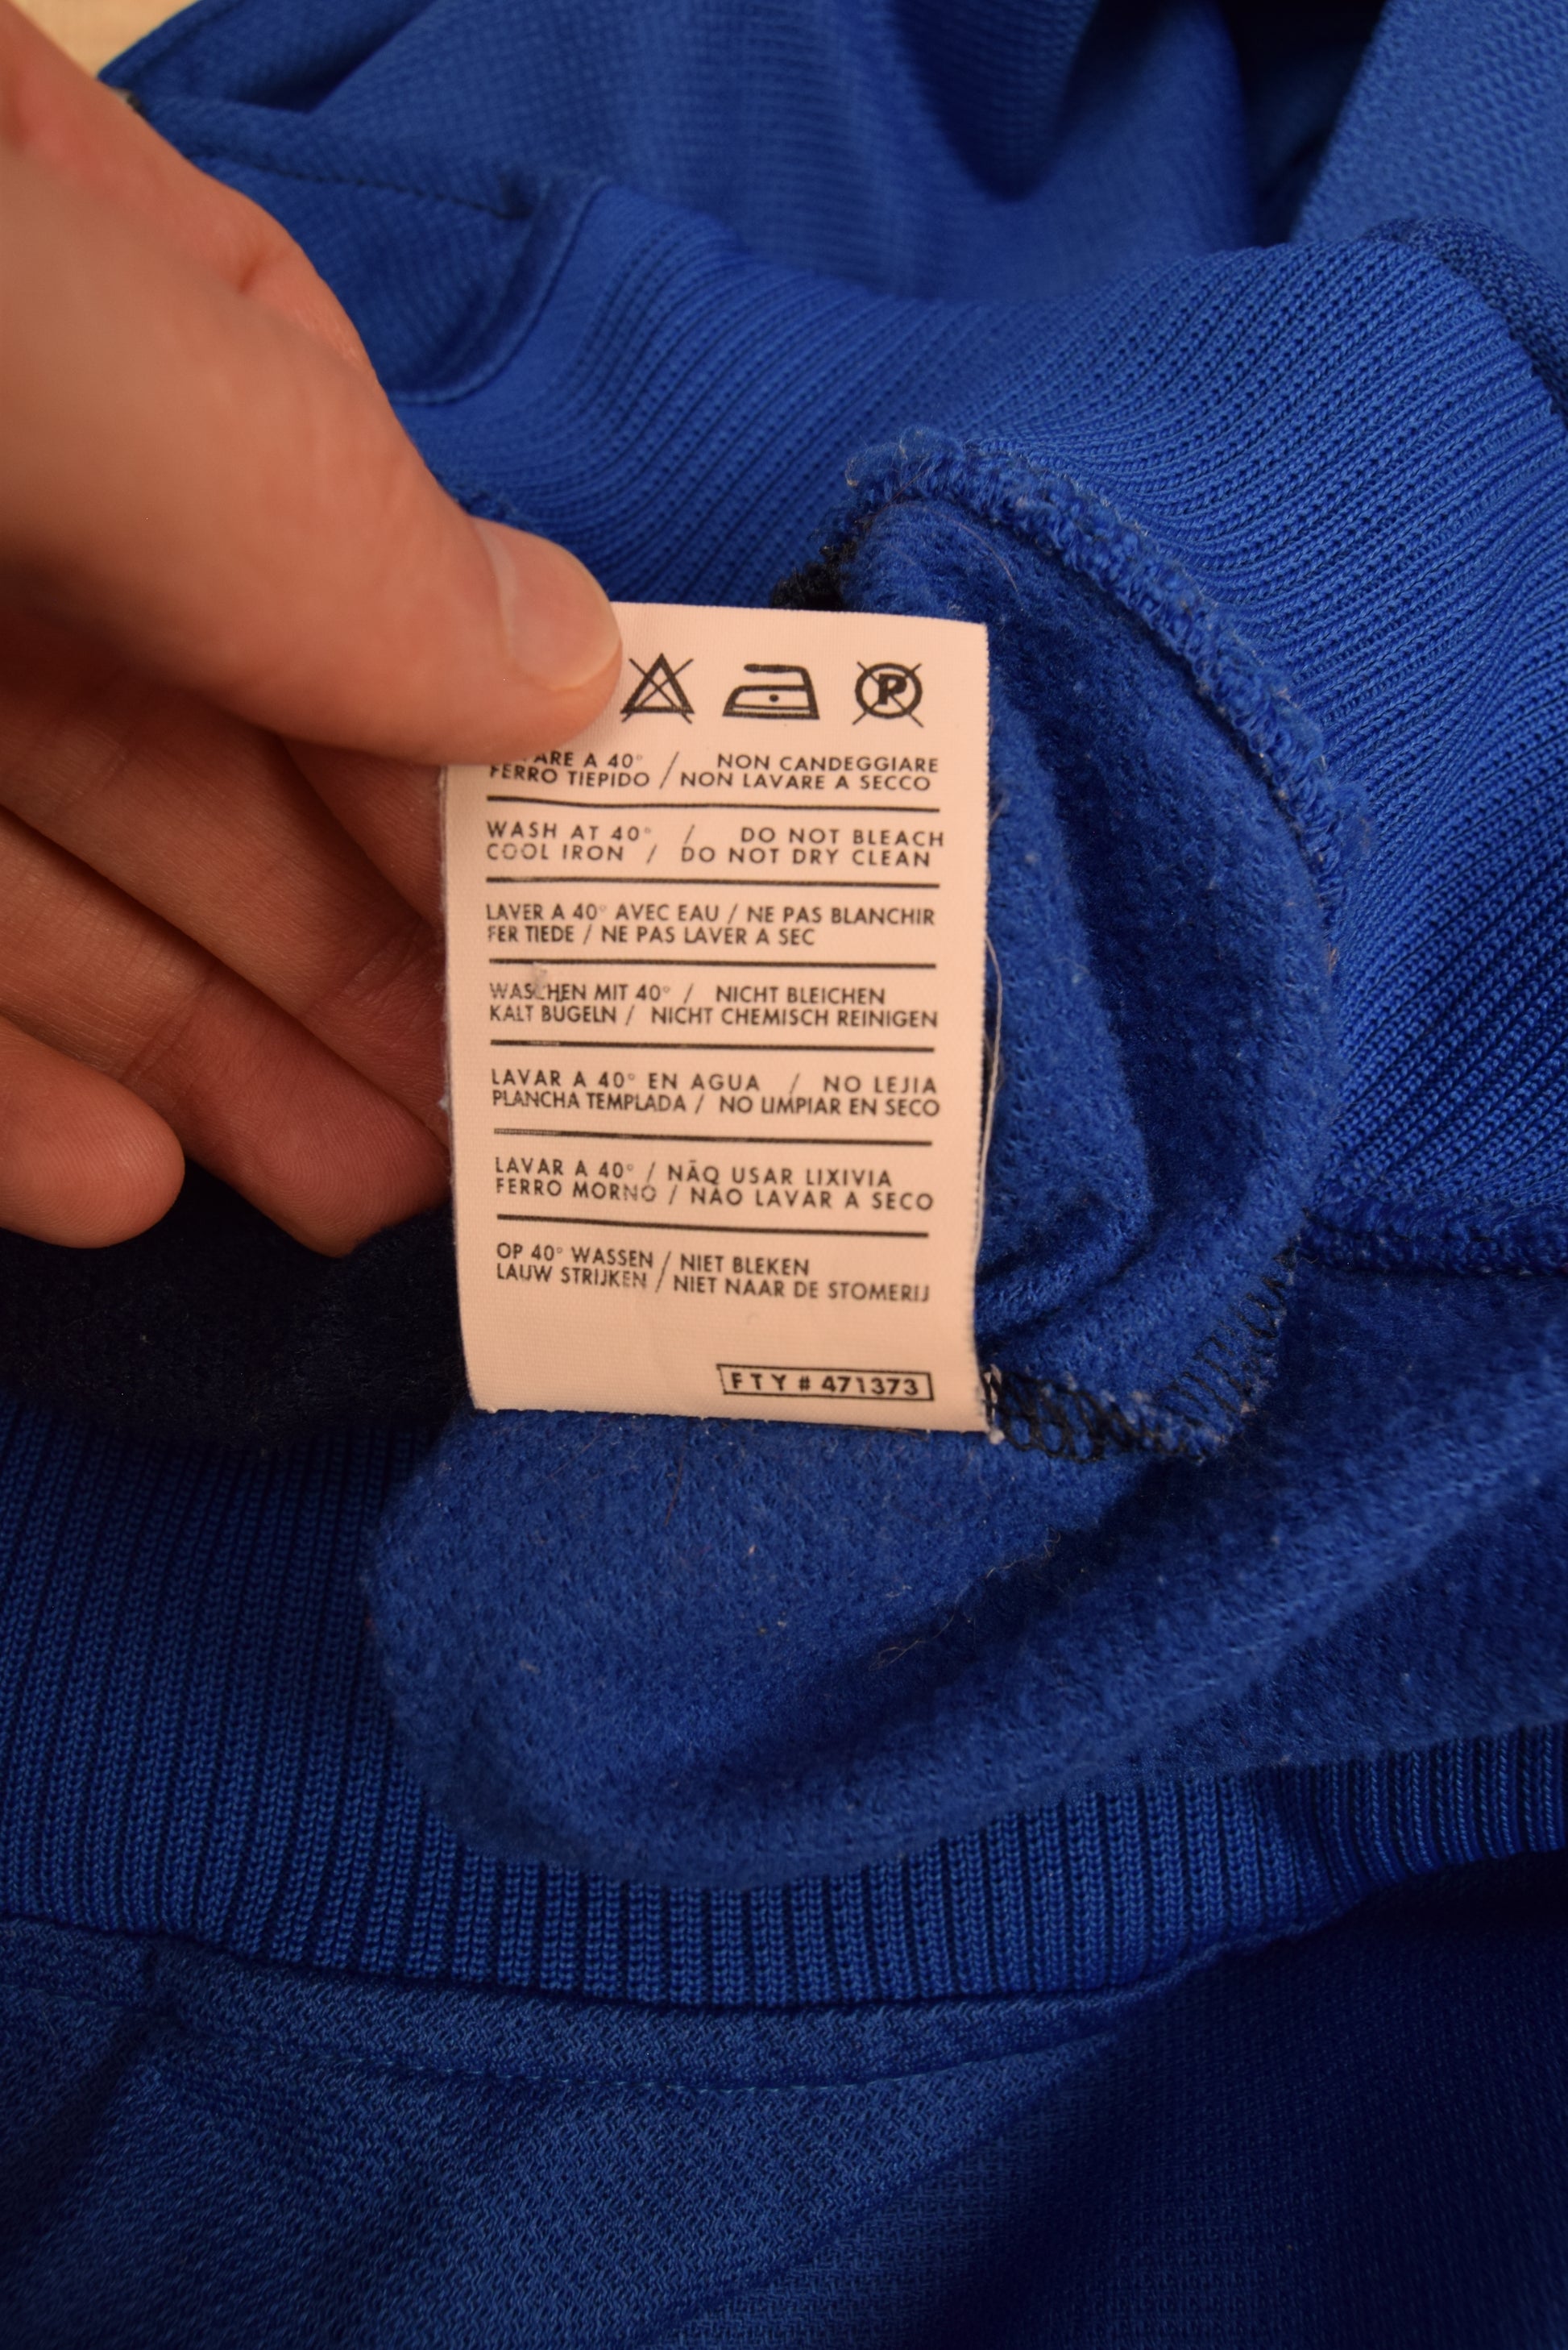 P
ARE A 40° / NON CANDEGGIARE
FERRO TIEPIDO / NON LAVARE A SECCO
WASH AT 40° / DO NOT BLEACH
COOL IRON / DO NOT DRY CLEAN
LAVER A 40° AVEC EAU / NE PAS BLANCHIR
FER TIEDE / NE PAS LAVER A SEC
WASCHEN MIT 40° / NICHT BLEICHEN
KALT BUGELN / NICHT CHEMISCH REINIGEN
LAVAR A 40° EN AGUA / NO LEJIA
PLANCHA TEMPLADA / NO LIMPIAR EN SECO
LAVAR A 40° / NÃQ USAR LIXIVIA
FERRO MORNO / NAO LAVAR A SECO
OP 40° WASSEN / NIET BLEKEN
LAUW STRIJKEN / NIET NAAR DE STOMERIJ
FTY # 471373